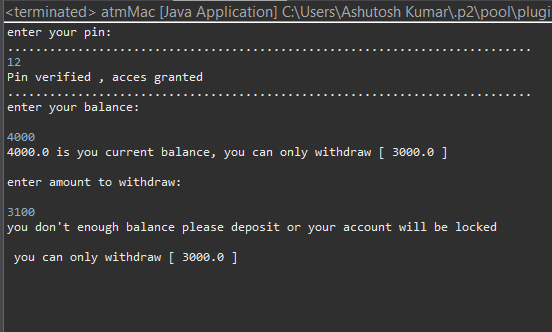 <terminated> atmMac [Java Application] C:\Users\Ashutosh Kumar\.p2\pool\plugi
enter your pin:
...........................................................................
12
Pin verified , acces granted
...........................................................................
enter your balance:
4000
4000.0 is you current balance, you can only withdraw [ 3000.0 ]
enter amount to withdraw:
3100
you don't enough balance please deposit or your account will be locked
you can only withdraw [ 3000.0 ]